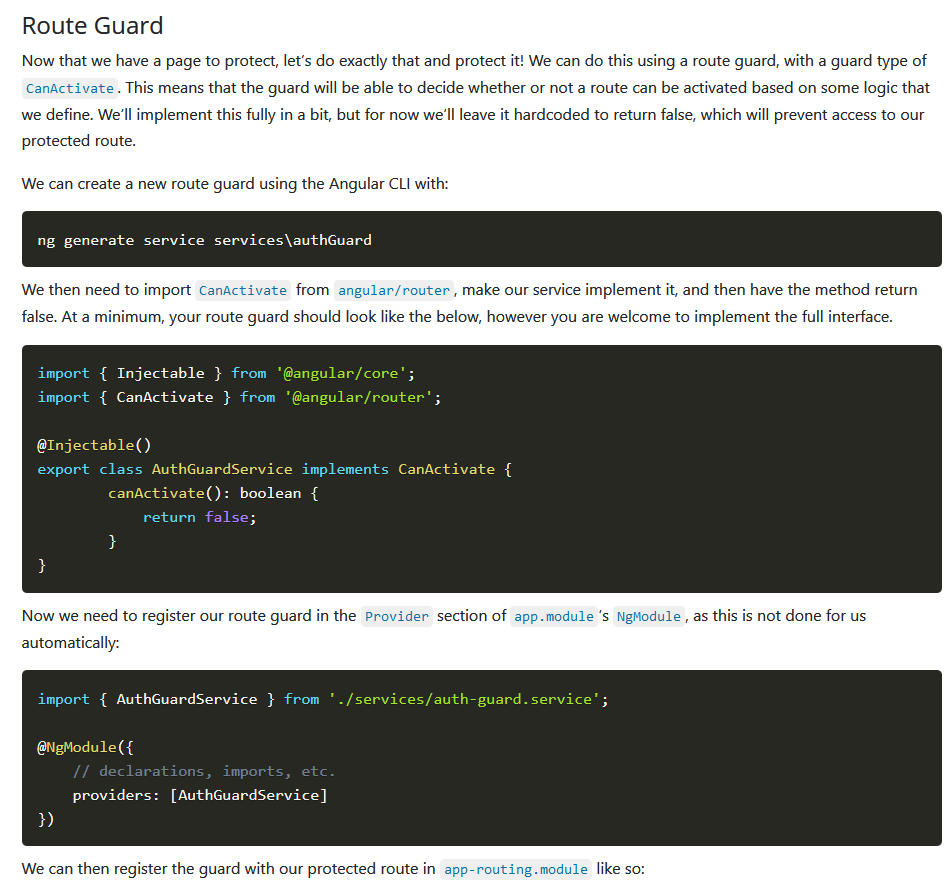 Route Guard
Now that we have a page to protect, let’s do exactly that and protect it! We can do this using a route guard, with a guard type of
CanActivate. This means that the guard will be able to decide whether or not a route can be activated based on some logic that
we define. We’ll implement this fully in a bit, but for now we’ll leave it hardcoded to return false, which will prevent access to our
protected route.
We can create a new route guard using the Angular CLI with:
ng generate service services\authGuard
We then need to import CanActivate from angular/router, make our service implement it, and then have the method return
false. At a minimum, your route guard should look like the below, however you are welcome to implement the full interface.
import { Injectable } from '@angular/core';
import { CanActivate } from '@angular/router';
@Injectable()
export class AuthGuardService implements CanActivate {
        canActivate(): boolean {
            return false;
        }
}
Now we need to register our route guard in the Provider section of app.module’s NgModule, as this is not done for us
automatically:
import { AuthGuardService } from './services/auth-guard.service';
@NgModule({
    // declarations, imports, etc.
    providers: [AuthGuardService]
})
We can then register the guard with our protected route in app-routing.module like so: